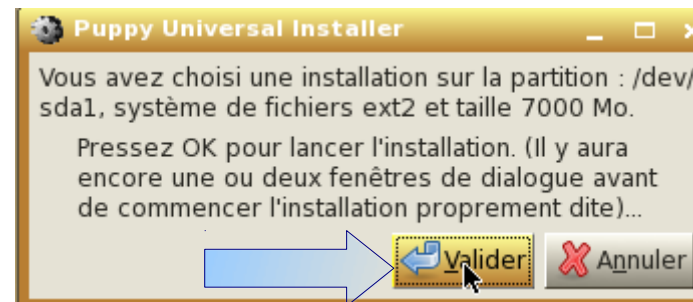 Puppy Universal Installer
Vous avez choisi une installation sur la partition : /dev/
sda1, système de fichiers ext2 et taille 7000 Mo.
Pressez OK pour lancer l'installation. (Il y aura
encore une ou deux fenêtres de dialogue avant
de commencer l'installation proprement dite)...
Valider Annuler